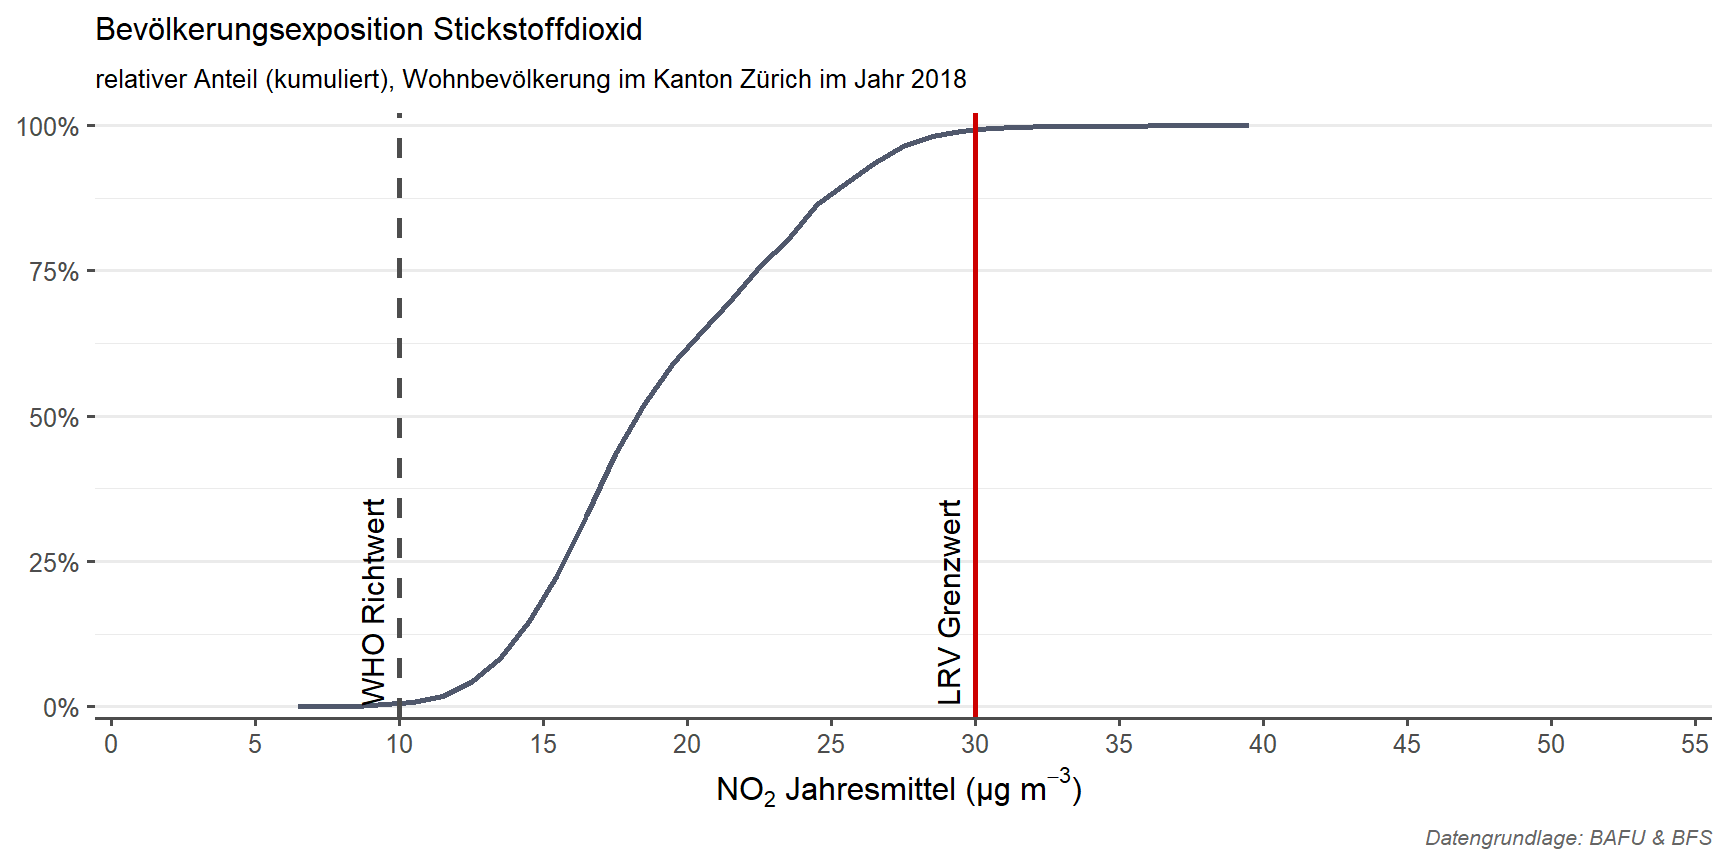 Bevölkerungsexposition Stickstoffdioxid
relativer Anteil (kumuliert), Wohnbevölkerung im Kanton Zürich im Jahr 2018
100%
75%
50%
25%
0%
WHO Richtwert
LRV Grenzwert
0 5 10 15 20 25 30 35 40 45 50 55
NO₂ Jahresmittel (µg m⁻³)
Datengrundlage: BAFU & BFS